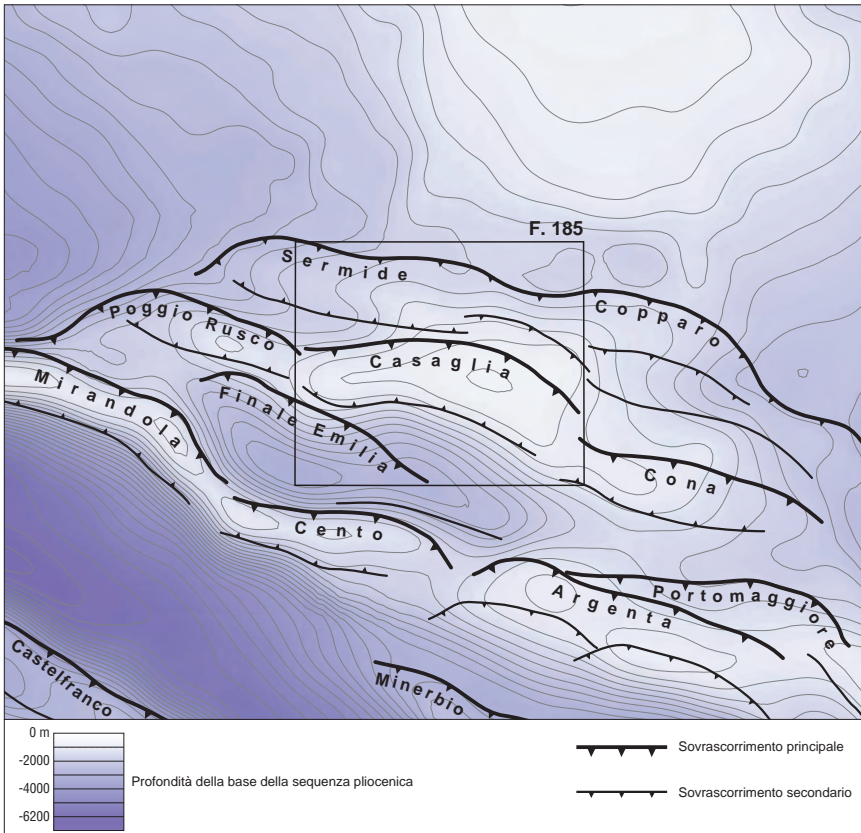 F. 185
Sermide
Copparo
Poggio Rusco
Casaglia
Mirandola
Finale Emilia
Cona
Cento
Argenta
Portomaggiore
Castelfranco
Minerbio
0 m
-2000
-4000
-6200
Profondità della base della sequenza pliocenica
Sovrascorrimento principale
Sovrascorrimento secondario